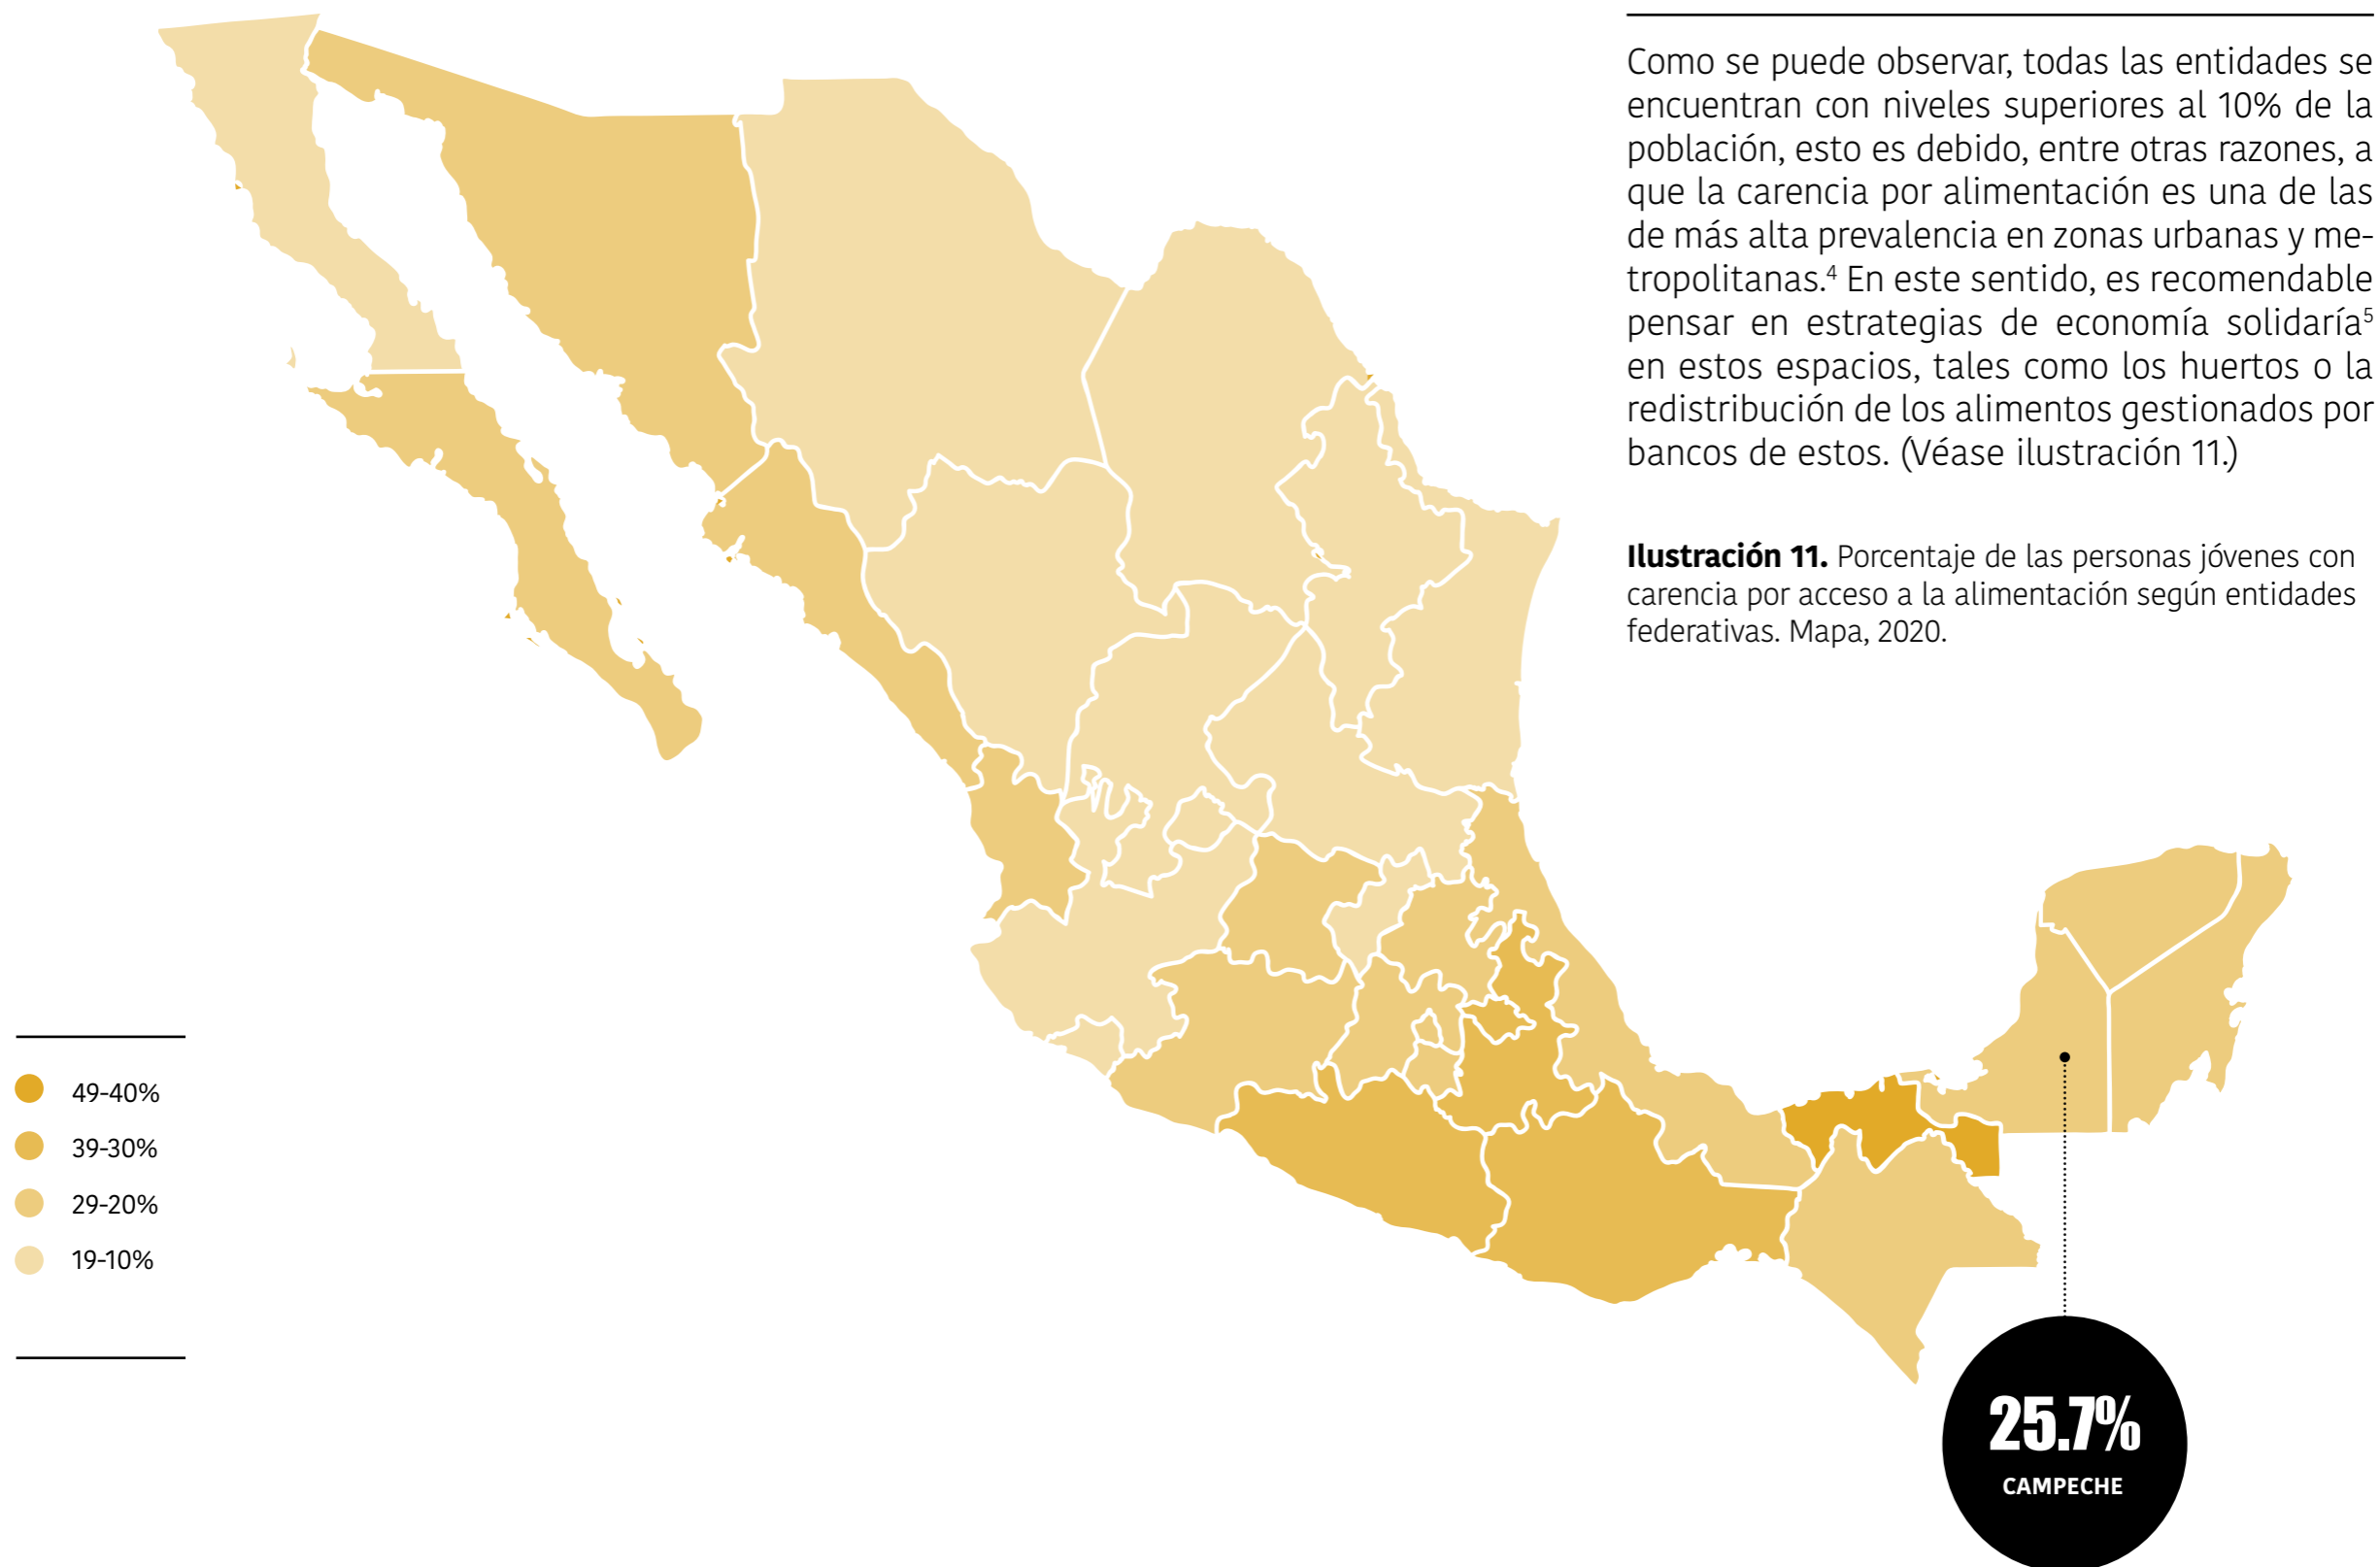 Como se puede observar, todas las entidades se
encuentran con niveles superiores al 10% de la
población, esto es debido, entre otras razones, a
que la carencia por alimentación es una de las
de más alta prevalencia en zonas urbanas y me-
tropolitanas.⁴ En este sentido, es recomendable
pensar en estrategias de economía solidaría⁵
en estos espacios, tales como los huertos o la
redistribución de los alimentos gestionados por
bancos de estos. (Véase ilustración 11.)
Ilustración 11. Porcentaje de las personas jóvenes con
carencia por acceso a la alimentación según entidades
federativas. Mapa, 2020.
49-40%
39-30%
29-20%
19-10%
25.7%
CAMPECHE